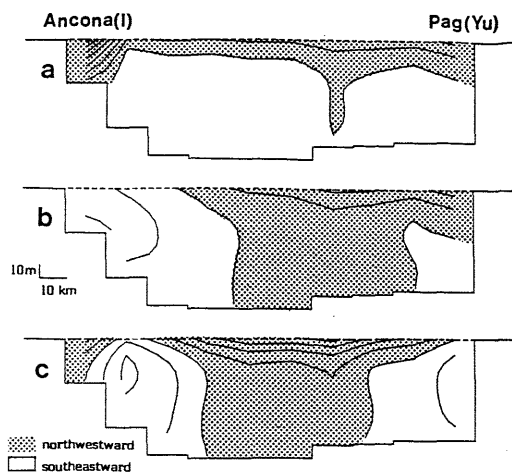 Ancona(I)
Pag(Yu)
a
b
10m
10 km
c
northwestward
southeastward